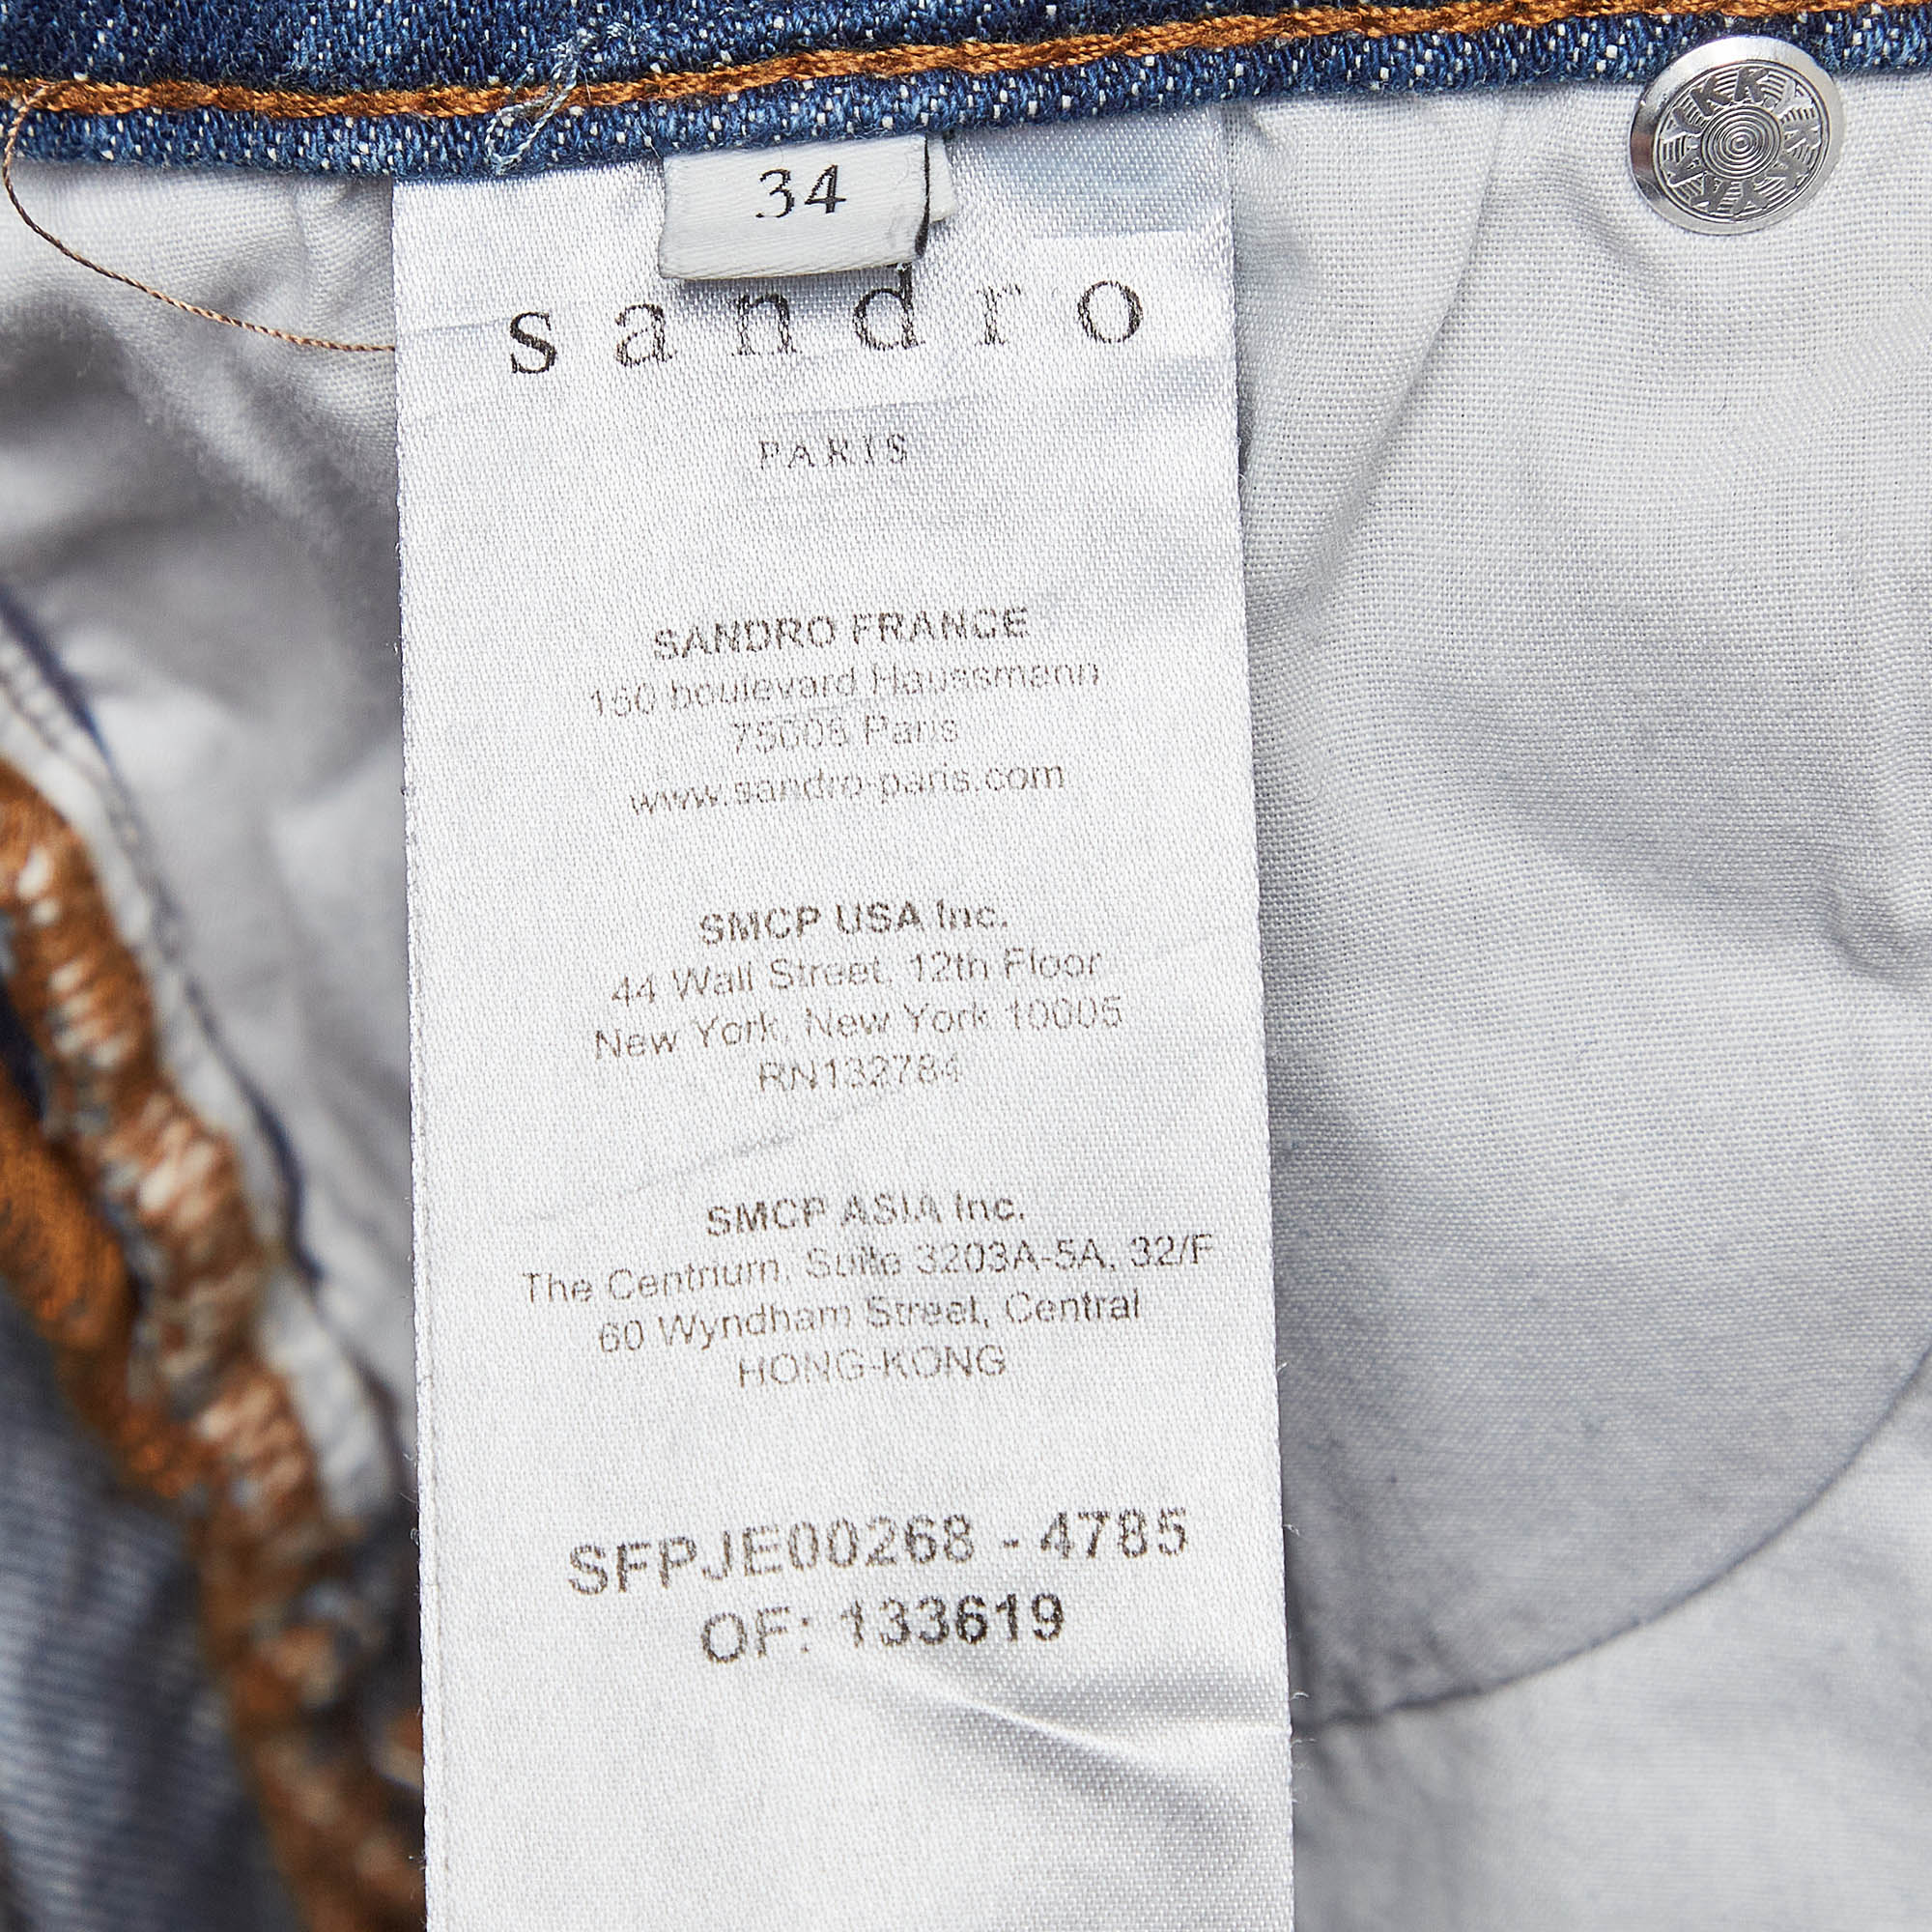 34
sandro
PARIS
SANDRO FRANCE
150 boulevard Haussmann
75008 Paris
www.sandro-paris.com
SMCP USA Inc.
44 Wall Street, 12th Floor
New York, New York 10005
RN132784
SMCP ASIA Inc.
The Centrium, Suite 3203A-5A, 32/F
60 Wyndham Street, Central
HONG-KONG
SFPJE00268 - 4785
OF: 133619